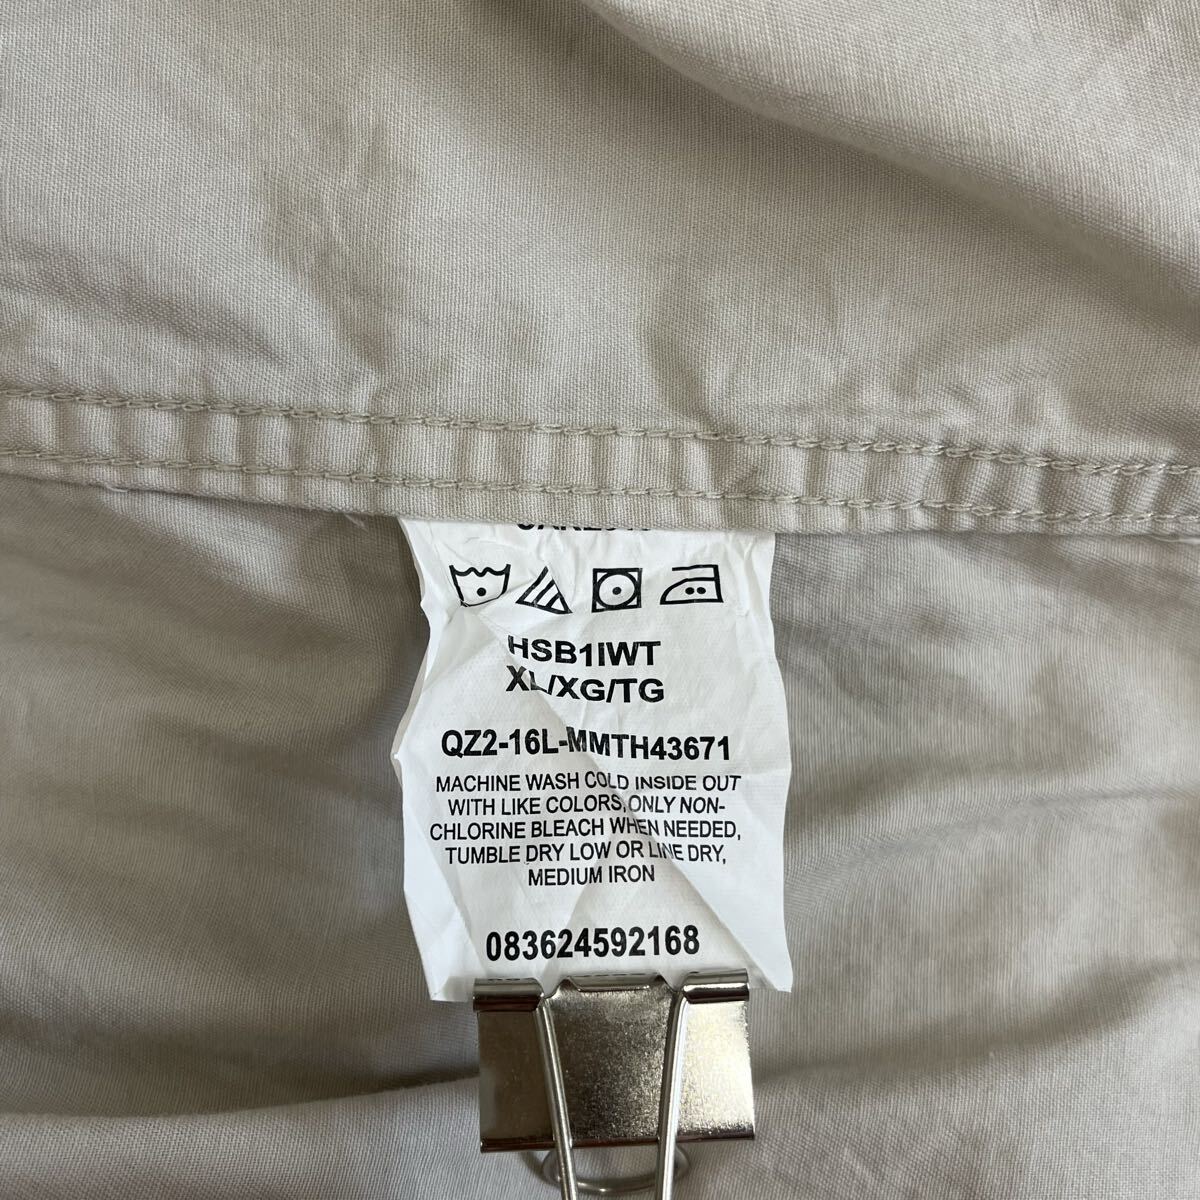 HSB1IWT
XL/XG/TG
QZ2-16L-MMTH43671
MACHINE WASH COLD INSIDE OUT
WITH LIKE COLORS, ONLY NON-
CHLORINE BLEACH WHEN NEEDED,
TUMBLE DRY LOW OR LINE DRY,
MEDIUM IRON
083624592168